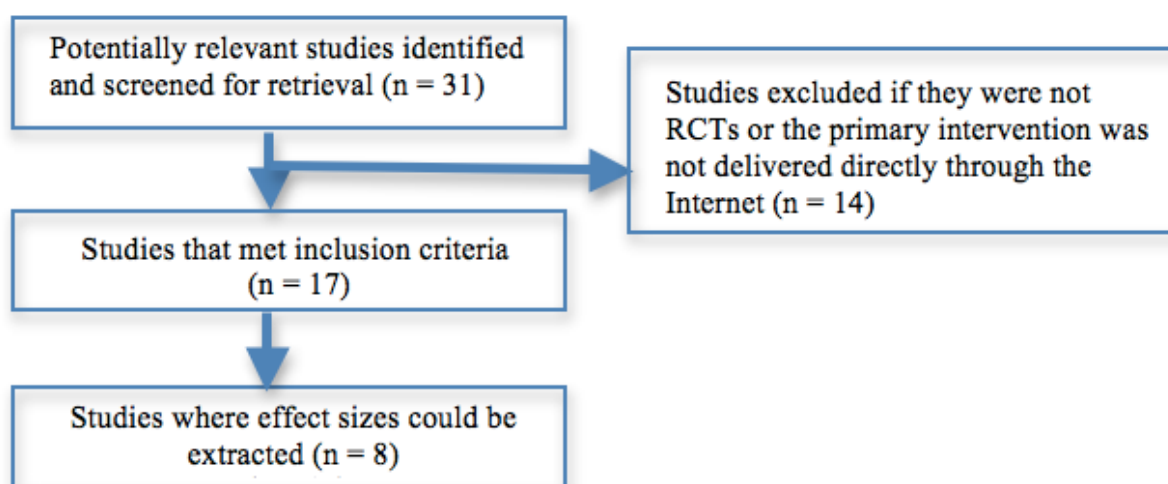 Potentially relevant studies identified
and screened for retrieval (n = 31)
Studies excluded if they were not
RCTs or the primary intervention was
not delivered directly through the
Internet (n = 14)
Studies that met inclusion criteria
(n = 17)
Studies where effect sizes could be
extracted (n = 8)